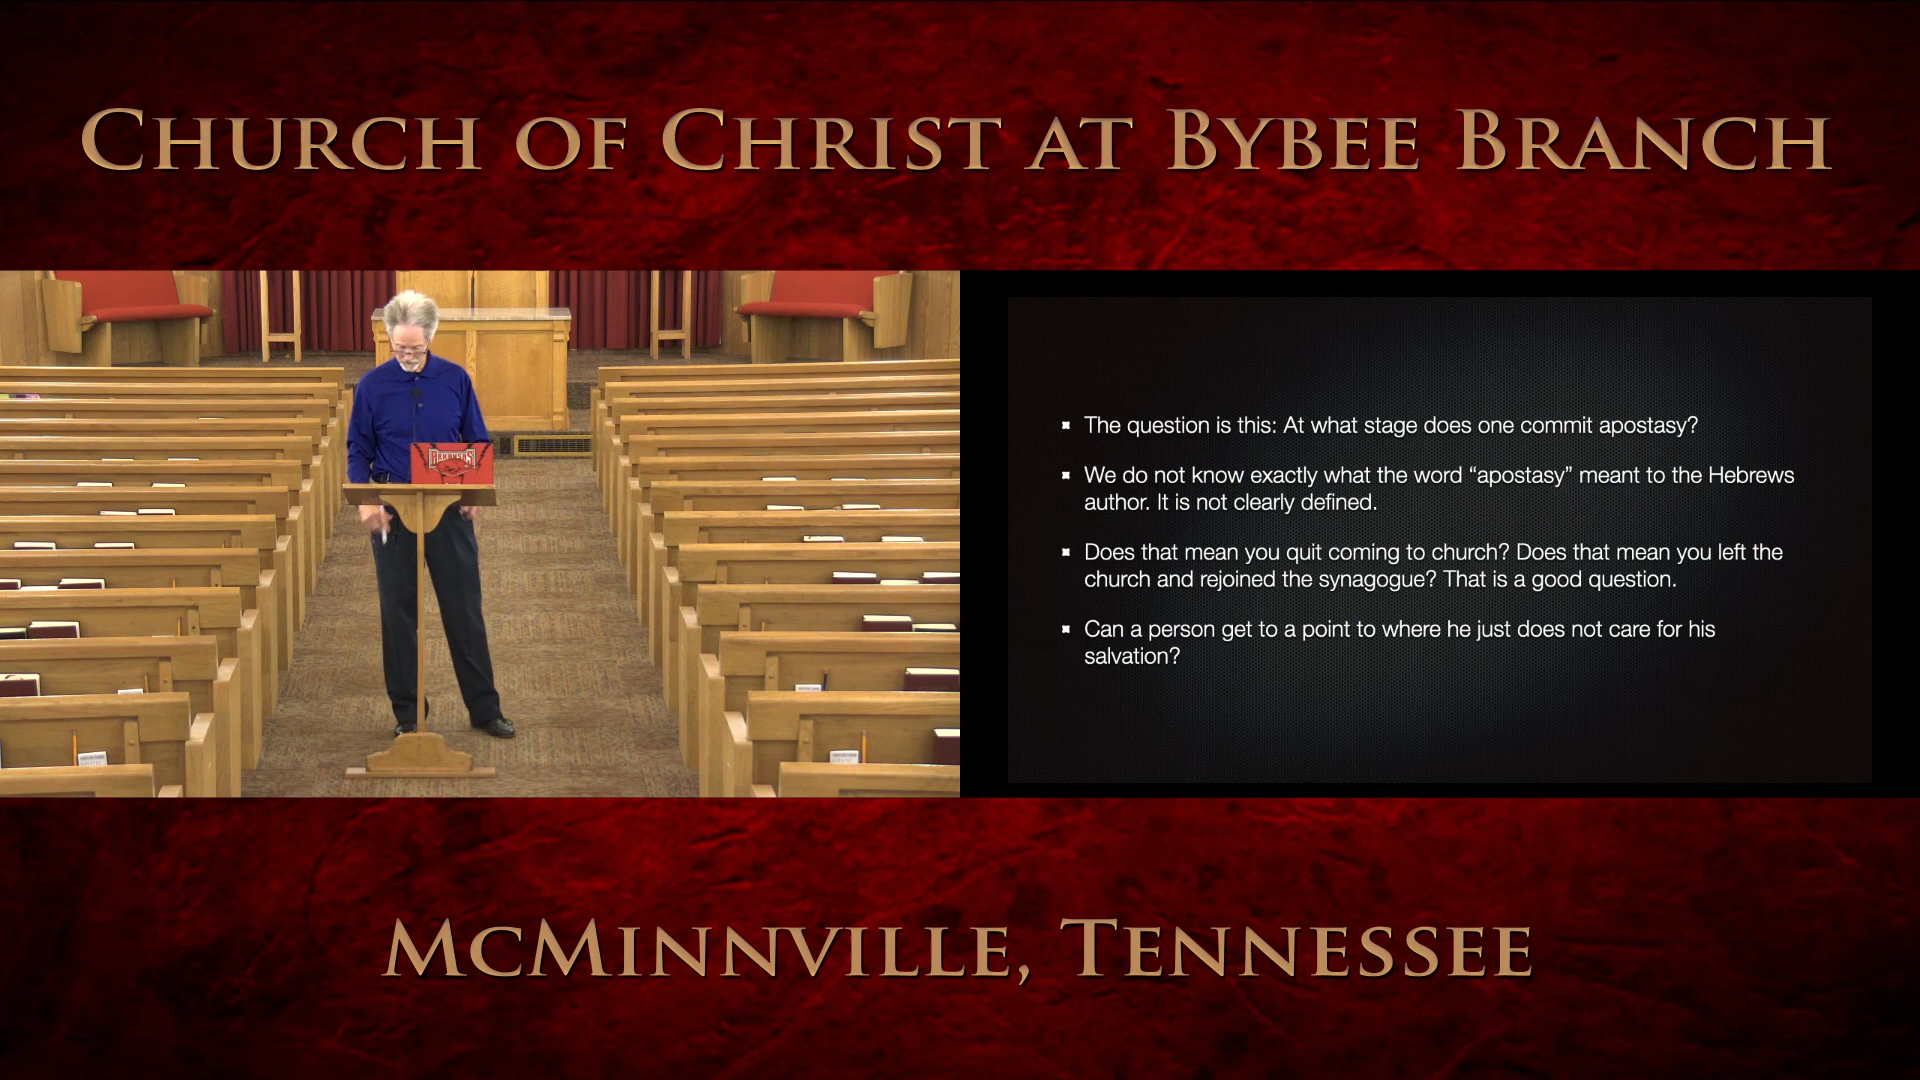 CHURCH OF CHRIST AT BYBEE BRANCH
ARKANSAS
The question is this: At what stage does one commit apostasy?
We do not know exactly what the word “apostasy” meant to the Hebrews
author. It is not clearly defined.
Does that mean you quit coming to church? Does that mean you left the
church and rejoined the synagogue? That is a good question.
Can a person get to a point to where he just does not care for his
salvation?
MCMINNVILLE, TENNESSEE